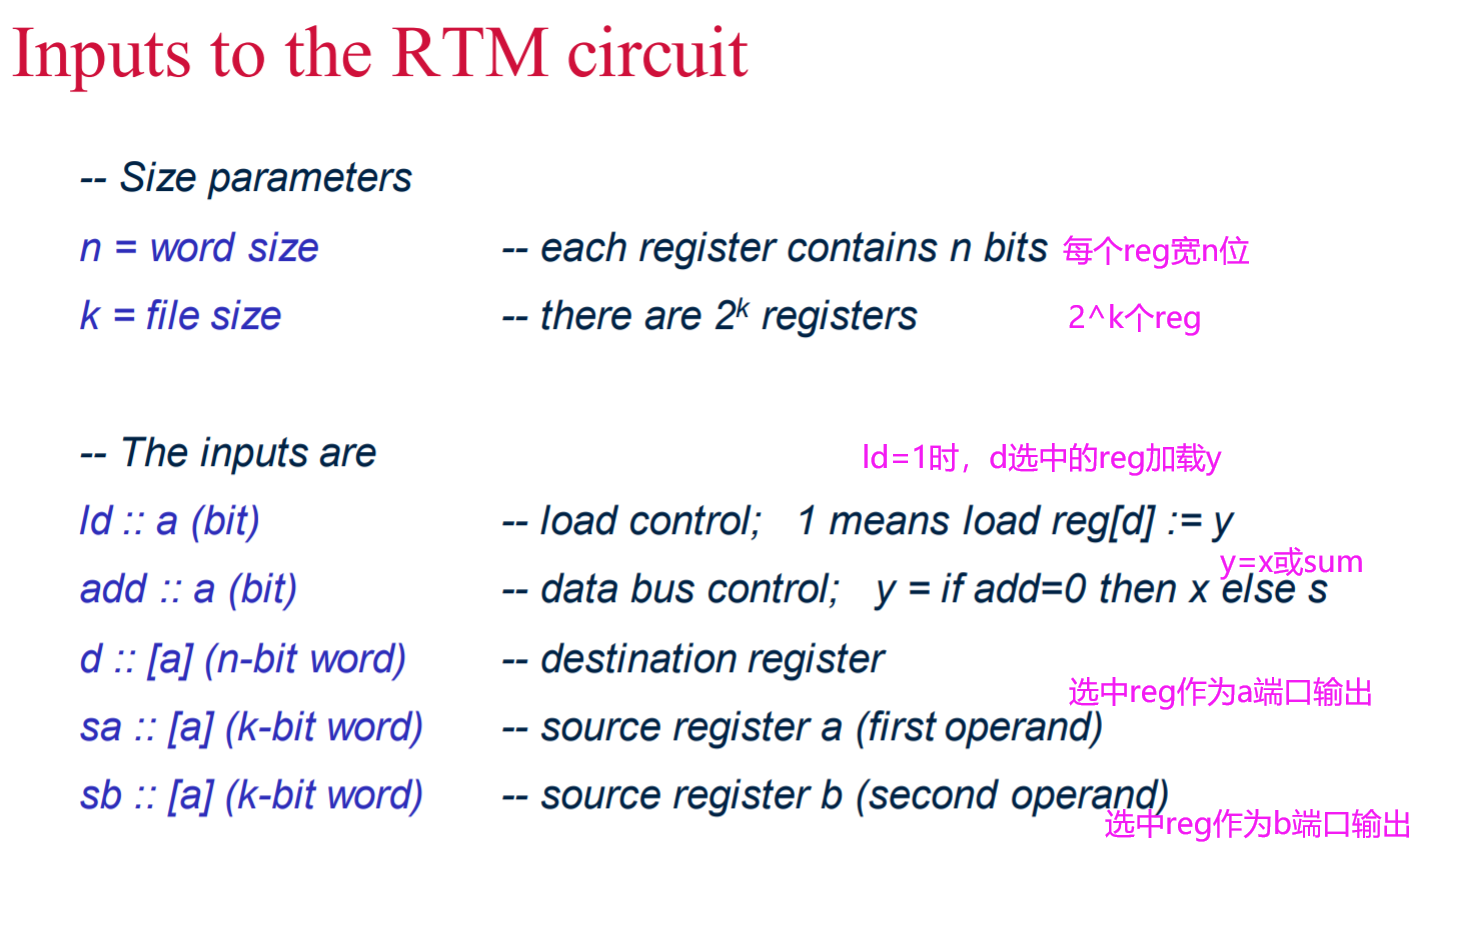 Inputs to the RTM circuit
-- Size parameters
n = word size -- each register contains n bits 每个reg宽n位
k = file size -- there are 2ᵏ registers 2^k个reg
-- The inputs are
ld=1时，d选中的reg加载y
ld :: a (bit) -- load control; 1 means load reg[d] := y
y=x或sum
add :: a (bit) -- data bus control; y = if add=0 then x else s
d :: [a] (n-bit word) -- destination register
选中reg作为a端口输出
sa :: [a] (k-bit word) -- source register a (first operand)
sb :: [a] (k-bit word) -- source register b (second operand)
选中reg作为b端口输出